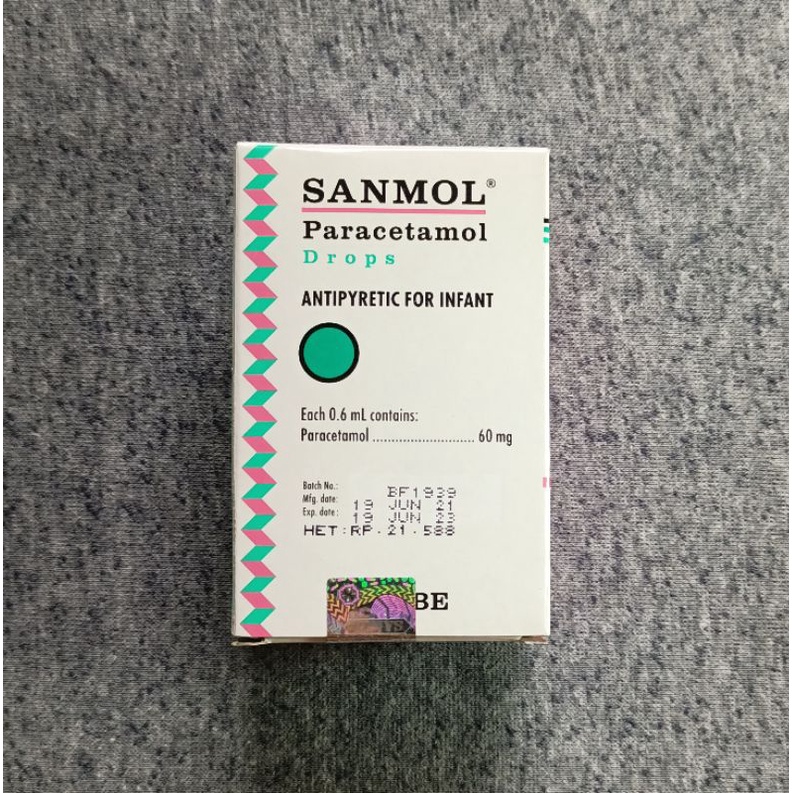 SANMOL®
Paracetamol
Drops
ANTIPYRETIC FOR INFANT
Each 0.6 mL contains:
Paracetamol ........................... 60 mg
Batch No.: BF1939
Mfg. date: 19 JUN 21
Exp. date: 19 JUN 23
HET : RP. 21.588